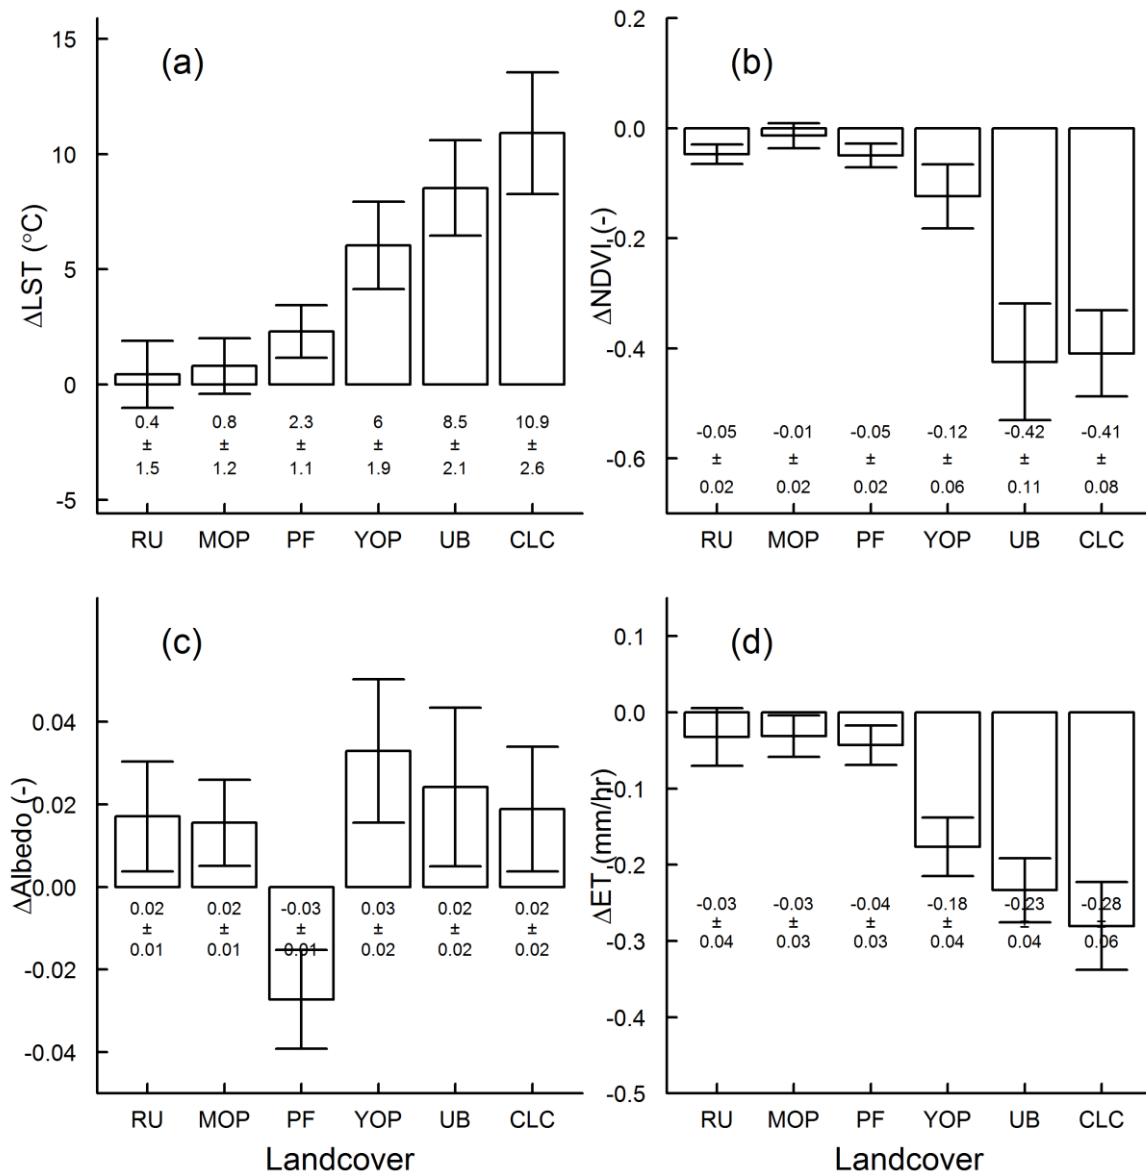 (a)
ΔLST (°C)
15
10
5
0
-5
0.4 0.8 2.3 6 8.5 10.9
± ± ± ± ± ±
1.5 1.2 1.1 1.9 2.1 2.6
RU MOP PF YOP UB CLC
(b)
ΔNDVI (-)
0.2
0.0
-0.2
-0.4
-0.6
-0.05 -0.01 -0.05 -0.12 -0.42 -0.41
± ± ± ± ± ±
0.02 0.02 0.02 0.06 0.11 0.08
RU MOP PF YOP UB CLC
(c)
ΔAlbedo (-)
0.04
0.02
0.00
-0.02
-0.04
0.02 0.02 -0.03 0.03 0.02 0.02
± ± ± ± ± ±
0.01 0.01 0.01 0.02 0.02 0.02
RU MOP PF YOP UB CLC
Landcover
(d)
ΔET (mm/hr)
0.1
0.0
-0.1
-0.2
-0.3
-0.4
-0.5
-0.03 -0.03 -0.04 -0.18 -0.23 -0.28
± ± ± ± ± ±
0.04 0.03 0.03 0.04 0.04 0.06
RU MOP PF YOP UB CLC
Landcover